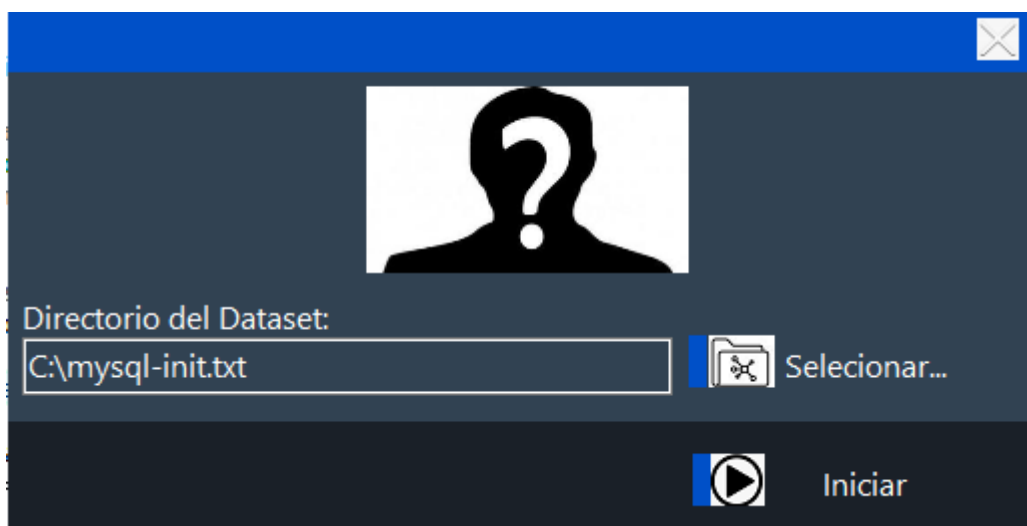 ?
Directorio del Dataset:
C:\mysql-init.txt
Selecionar...
Iniciar